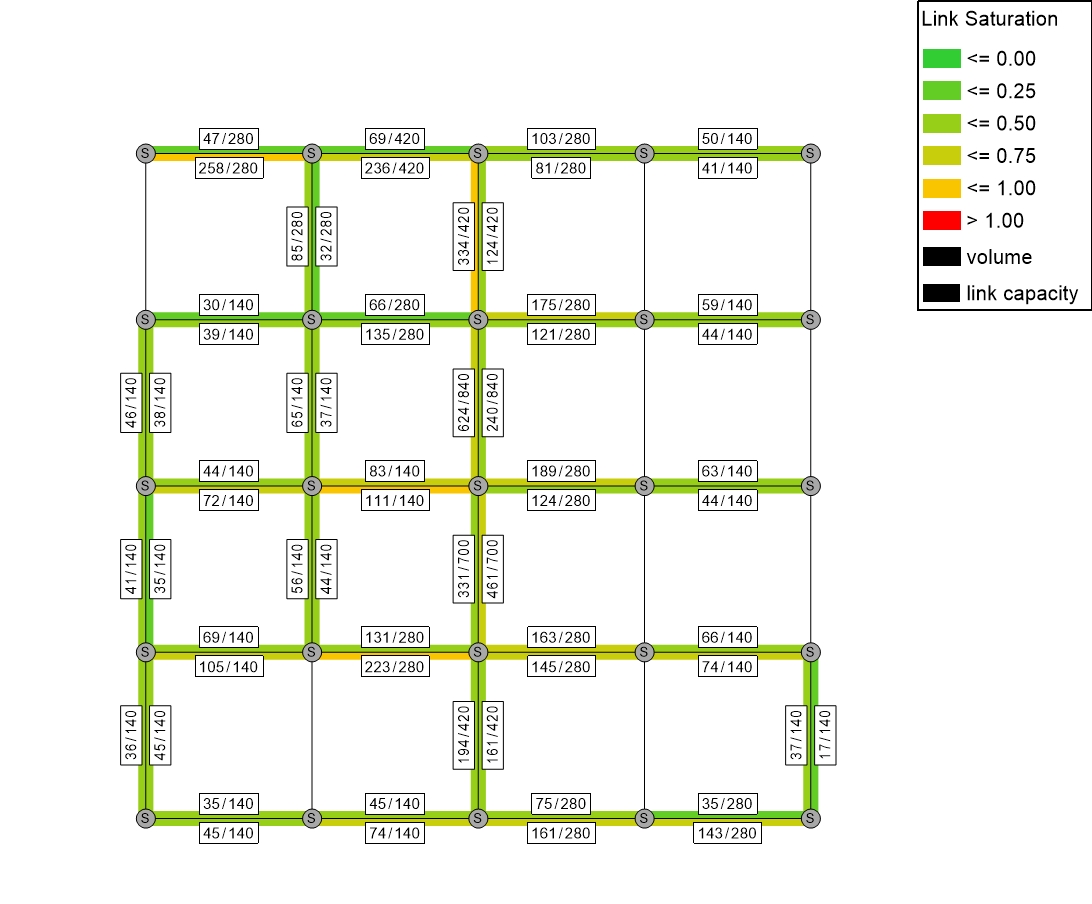 Link Saturation
<= 0.00
<= 0.25
<= 0.50
<= 0.75
<= 1.00
> 1.00
volume
link capacity
47/280 69/420 103/280 50/140
S S S S S
258/280 236/420 81/280 41/140
85/280 32/280 334/420 124/420
30/140 66/280 175/280 59/140
S S S S S
39/140 135/280 121/280 44/140
46/140 38/140 65/140 37/140 624/840 240/840
44/140 83/140 189/280 63/140
S S S S S
72/140 111/140 124/280 44/140
41/140 35/140 56/140 44/140 331/700 461/700
69/140 131/280 163/280 66/140
S S S S S
105/140 223/280 145/280 74/140
36/140 45/140 194/420 161/420 37/140 17/140
35/140 45/140 75/280 35/280
S S S S S
45/140 74/140 161/280 143/280